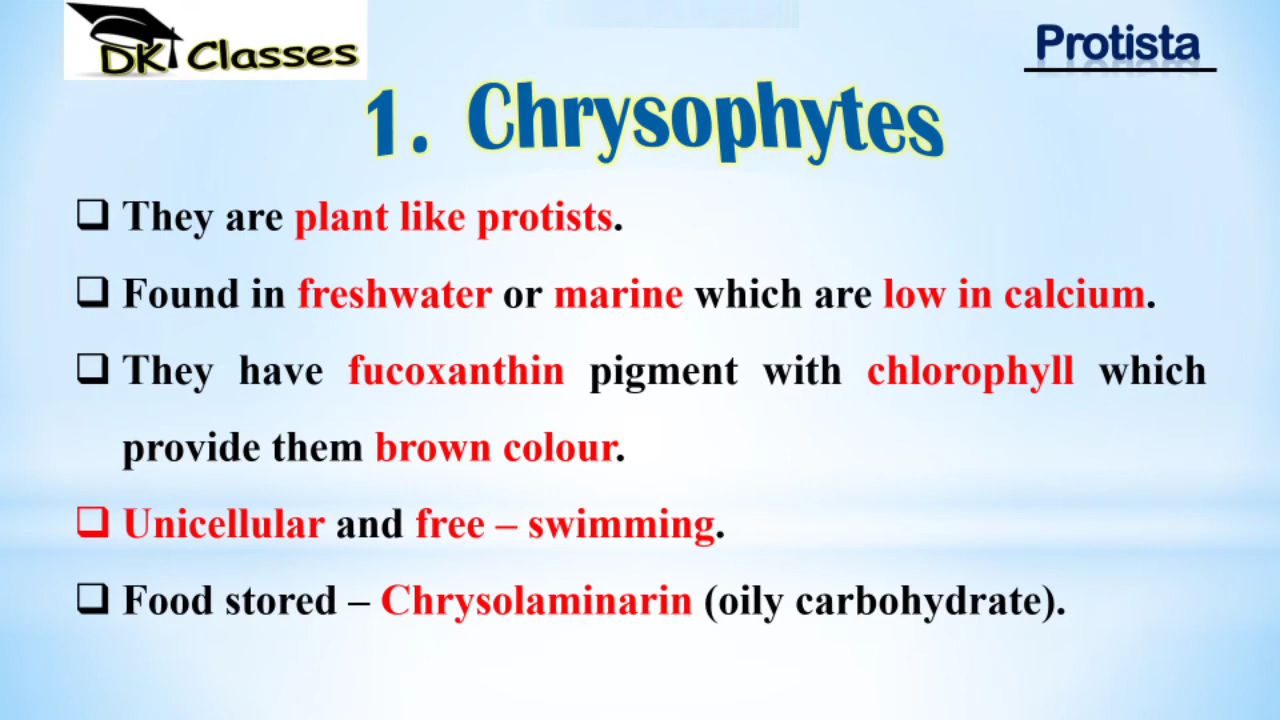 DK Classes
Protista
1. Chrysophytes
❑ They are plant like protists.
❑ Found in freshwater or marine which are low in calcium.
❑ They have fucoxanthin pigment with chlorophyll which
provide them brown colour.
❑ Unicellular and free – swimming.
❑ Food stored – Chrysolaminarin (oily carbohydrate).